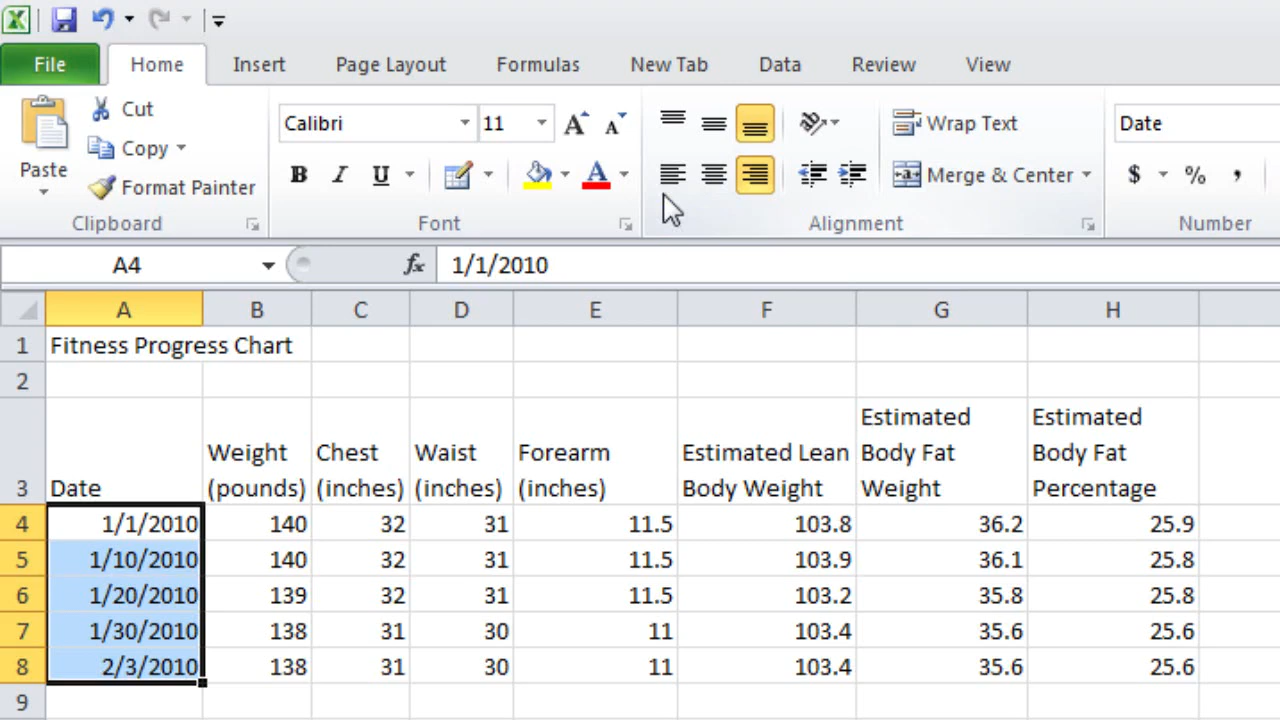 File Home Insert Page Layout Formulas New Tab Data Review View
Cut
Calibri 11 A A Wrap Text Date
Copy
Paste
B I U A Merge & Center $ % ,
Format Painter
Clipboard Font Alignment Number
A4 fx 1/1/2010
A B C D E F G H
1 Fitness Progress Chart
2
Estimated Estimated
Weight Chest Waist Forearm Estimated Lean Body Fat Body Fat
3 Date (pounds) (inches) (inches) (inches) Body Weight Weight Percentage
4 1/1/2010 140 32 31 11.5 103.8 36.2 25.9
5 1/10/2010 140 32 31 11.5 103.9 36.1 25.8
6 1/20/2010 139 32 31 11.5 103.2 35.8 25.8
7 1/30/2010 138 31 30 11 103.4 35.6 25.6
8 2/3/2010 138 31 30 11 103.4 35.6 25.6
9